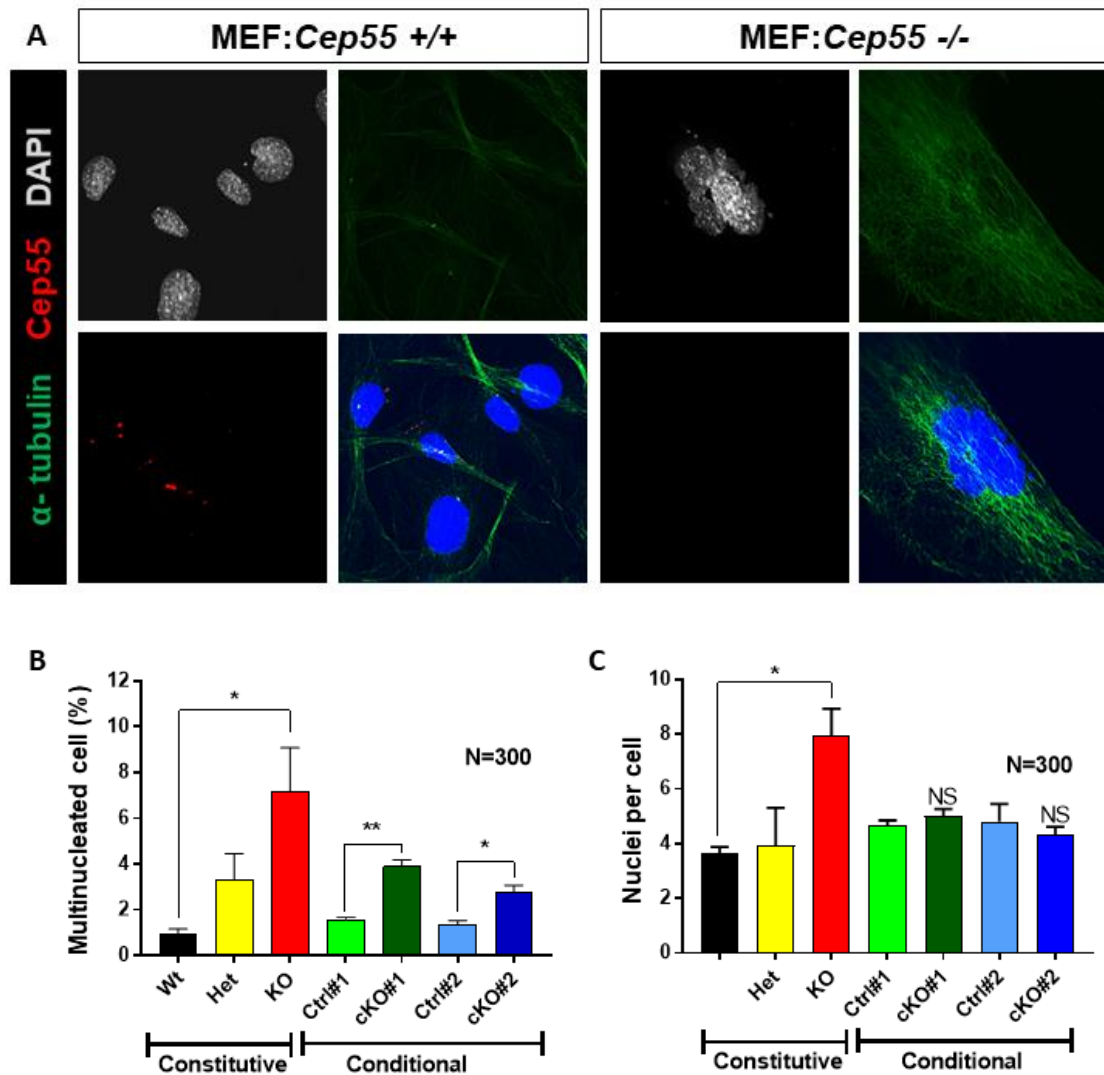 A
MEF:Cep55 +/+
MEF:Cep55 -/-
α- tubulin Cep55 DAPI
B
Multinucleated cell (%)
12
10
8
6
4
2
0
*
**
*
N=300
Wt
Het
KO
Ctrl#1
cKO#1
Ctrl#2
cKO#2
Constitutive
Conditional
C
Nuclei per cell
10
8
6
4
2
0
*
N=300
NS
NS
Het
KO
Ctrl#1
cKO#1
Ctrl#2
cKO#2
Constitutive
Conditional